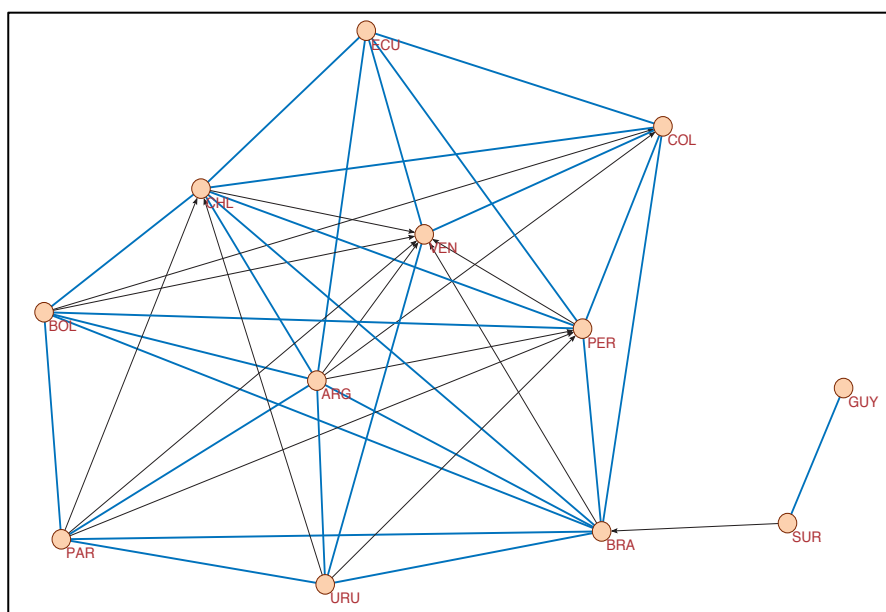 ECU
COL
CHL
VEN
BOL
PER
ARG
GUY
PAR
BRA
SUR
URU